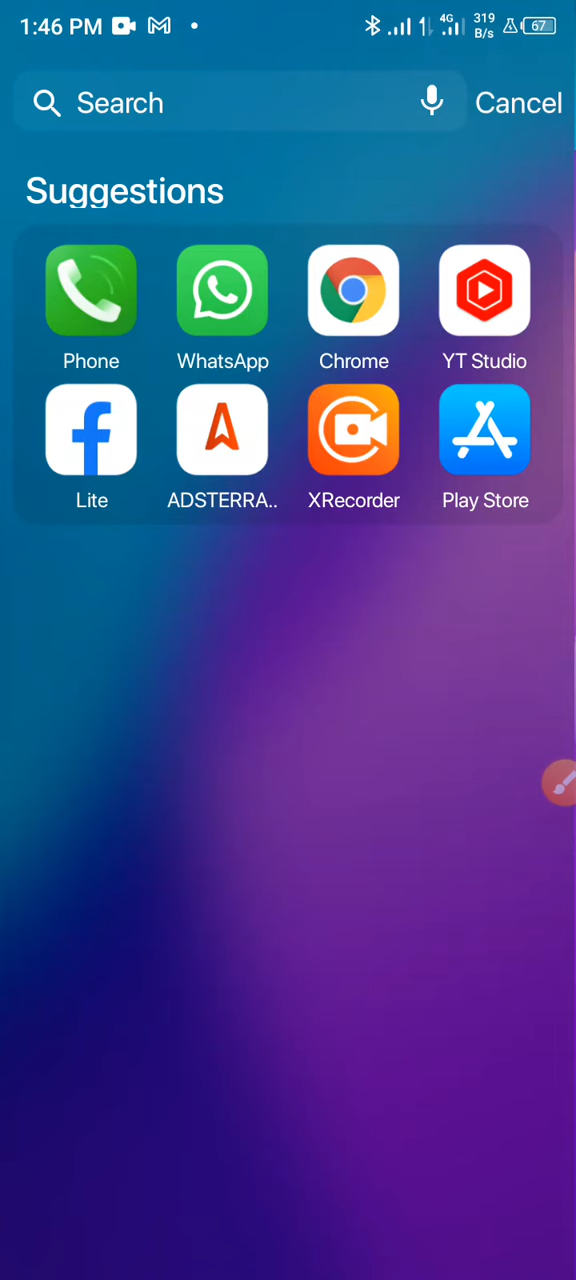 1:46 PM
4G
319
B/s
67
Search
Cancel
Suggestions
Phone
WhatsApp
Chrome
YT Studio
Lite
ADSTERRA..
XRecorder
Play Store